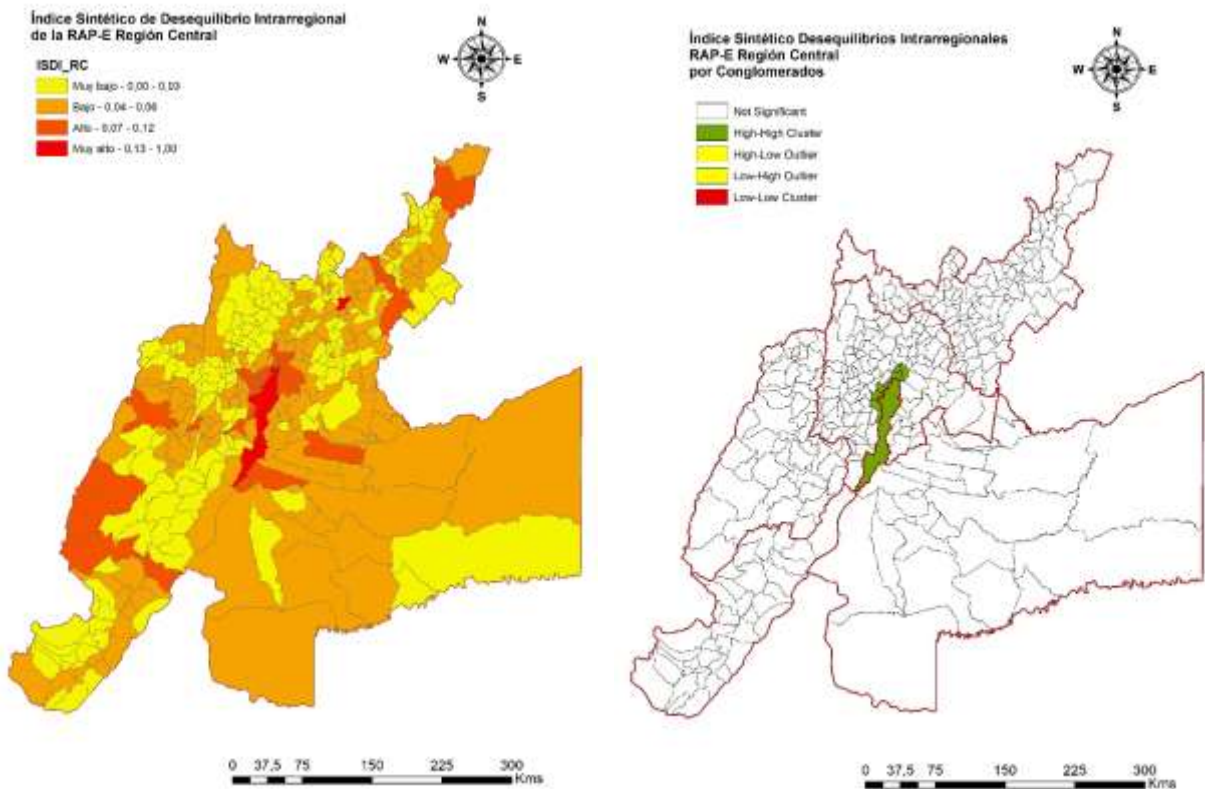 Índice Sintético de Desequilibrio Intrarregional
de la RAP-E Región Central
N
W
E
S
ISDI_RC
Muy bajo - 0,00 - 0,03
Bajo - 0,04 - 0,06
Alto - 0,07 - 0,12
Muy alto - 0,13 - 1,00
0 37,5 75 150 225 300
Kms
Índice Sintético Desequilibrios Intrarregionales
RAP-E Región Central
por Conglomerados
N
W
E
S
Not Significant
High-High Cluster
High-Low Outlier
Low-High Outlier
Low-Low Cluster
0 37,5 75 150 225 300
Kms